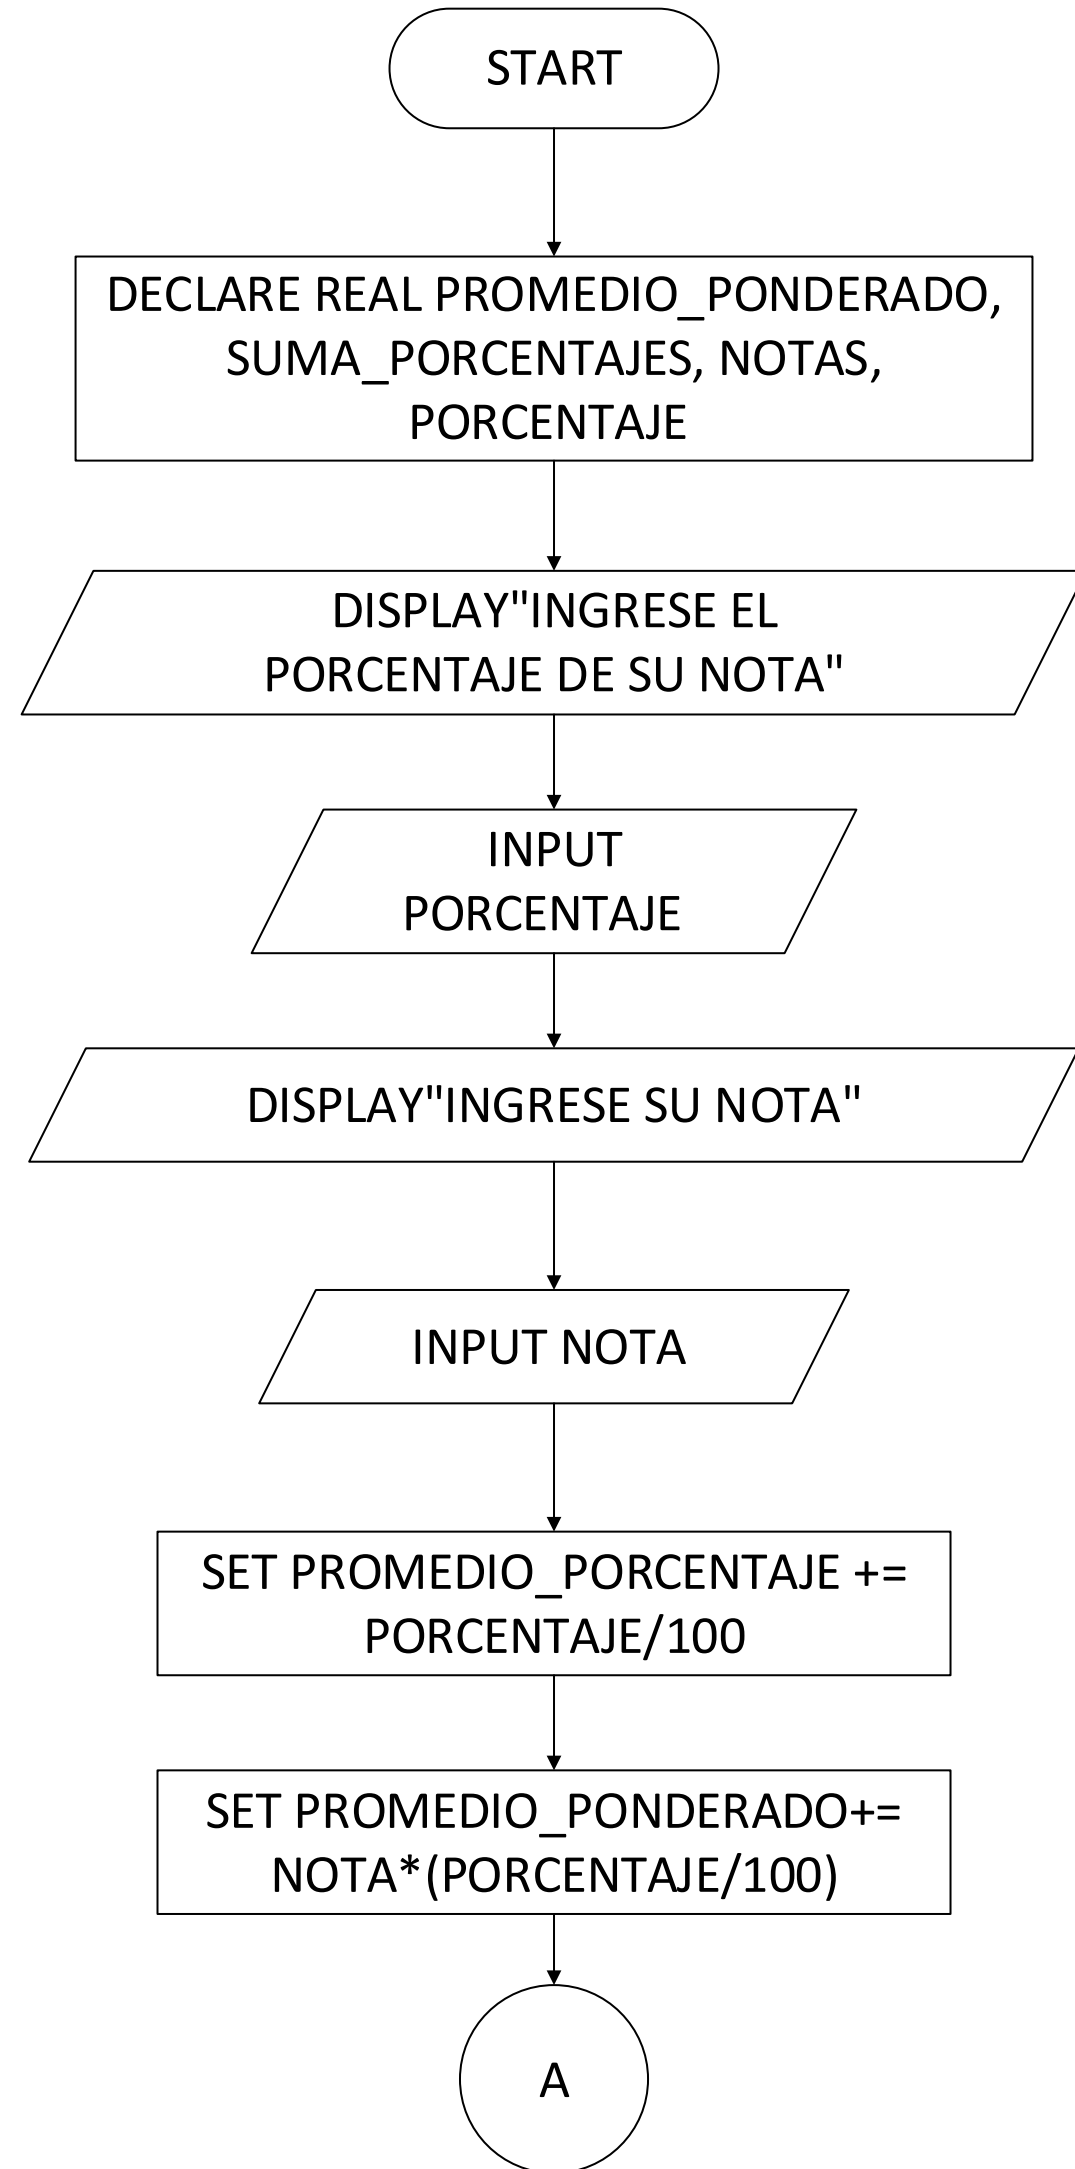 START
DECLARE REAL PROMEDIO_PONDERADO,
SUMA_PORCENTAJES, NOTAS,
PORCENTAJE
DISPLAY"INGRESE EL
PORCENTAJE DE SU NOTA"
INPUT
PORCENTAJE
DISPLAY"INGRESE SU NOTA"
INPUT NOTA
SET PROMEDIO_PORCENTAJE +=
PORCENTAJE/100
SET PROMEDIO_PONDERADO+=
NOTA*(PORCENTAJE/100)
A